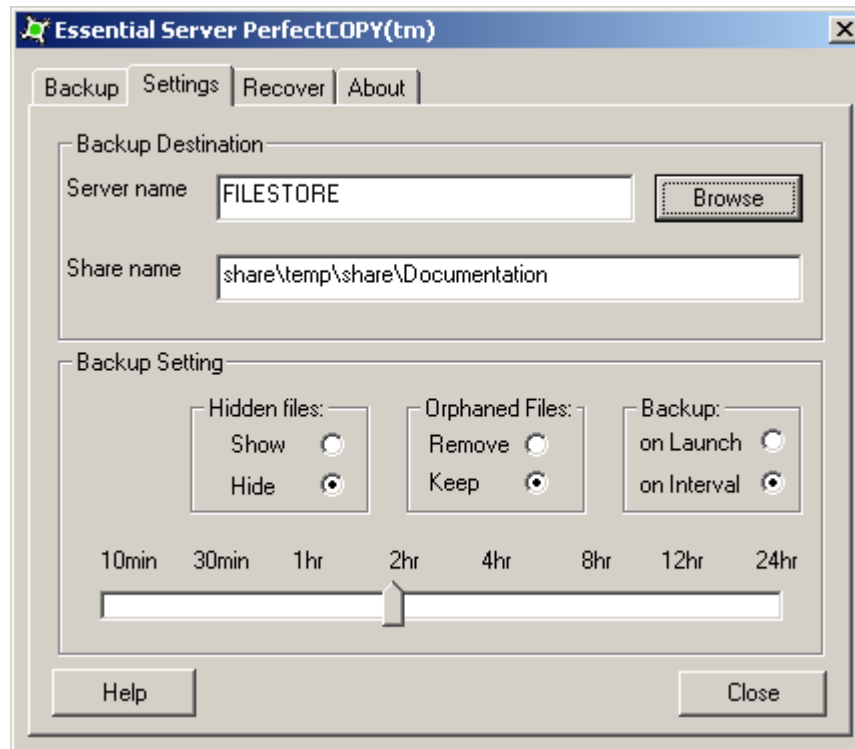 Essential Server PerfectCOPY(tm)
Backup Settings Recover About
Backup Destination
Server name FILESTORE Browse
Share name share\temp\share\Documentation
Backup Setting
Hidden files: Orphaned Files: Backup:
Show Remove on Launch
Hide Keep on Interval
10min 30min 1hr 2hr 4hr 8hr 12hr 24hr
Help Close